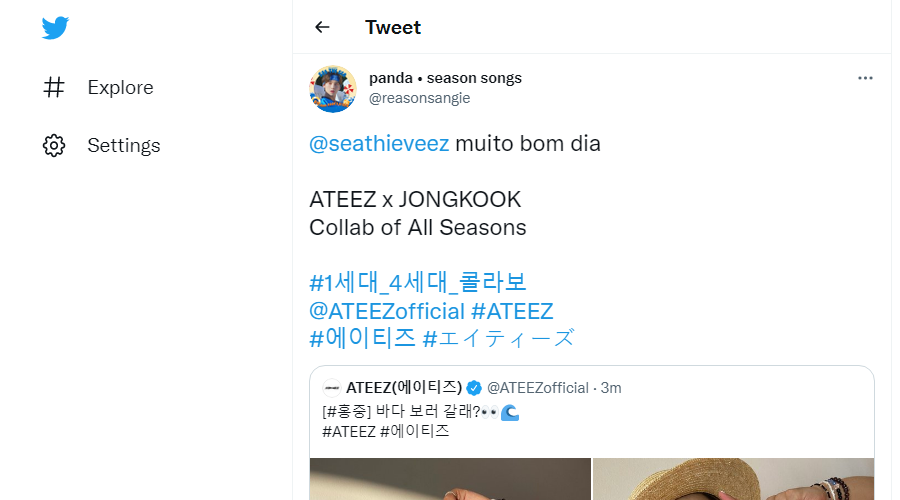 Tweet
Explore
Settings
panda • season songs
@reasonsangie
@seathieveez muito bom dia
ATEEZ x JONGKOOK
Collab of All Seasons
#1세대_4세대_콜라보
@ATEEZofficial #ATEEZ
#에이티즈 #エイティーズ
ATEEZ(에이티즈) @ATEEZofficial · 3m
[#홍중] 바다 보러 갈래?👀🌊
#ATEEZ #에이티즈